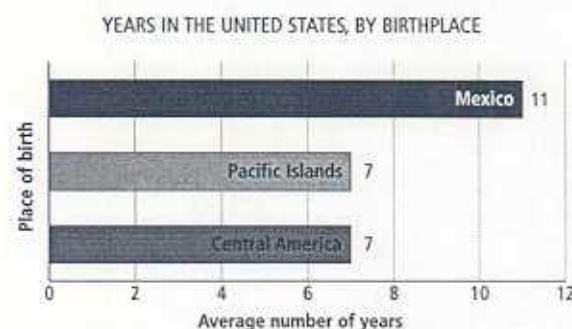 YEARS IN THE UNITED STATES, BY BIRTHPLACE
Place of birth
Mexico 11
Pacific Islands 7
Central America 7
0 2 4 6 8 10 12
Average number of years